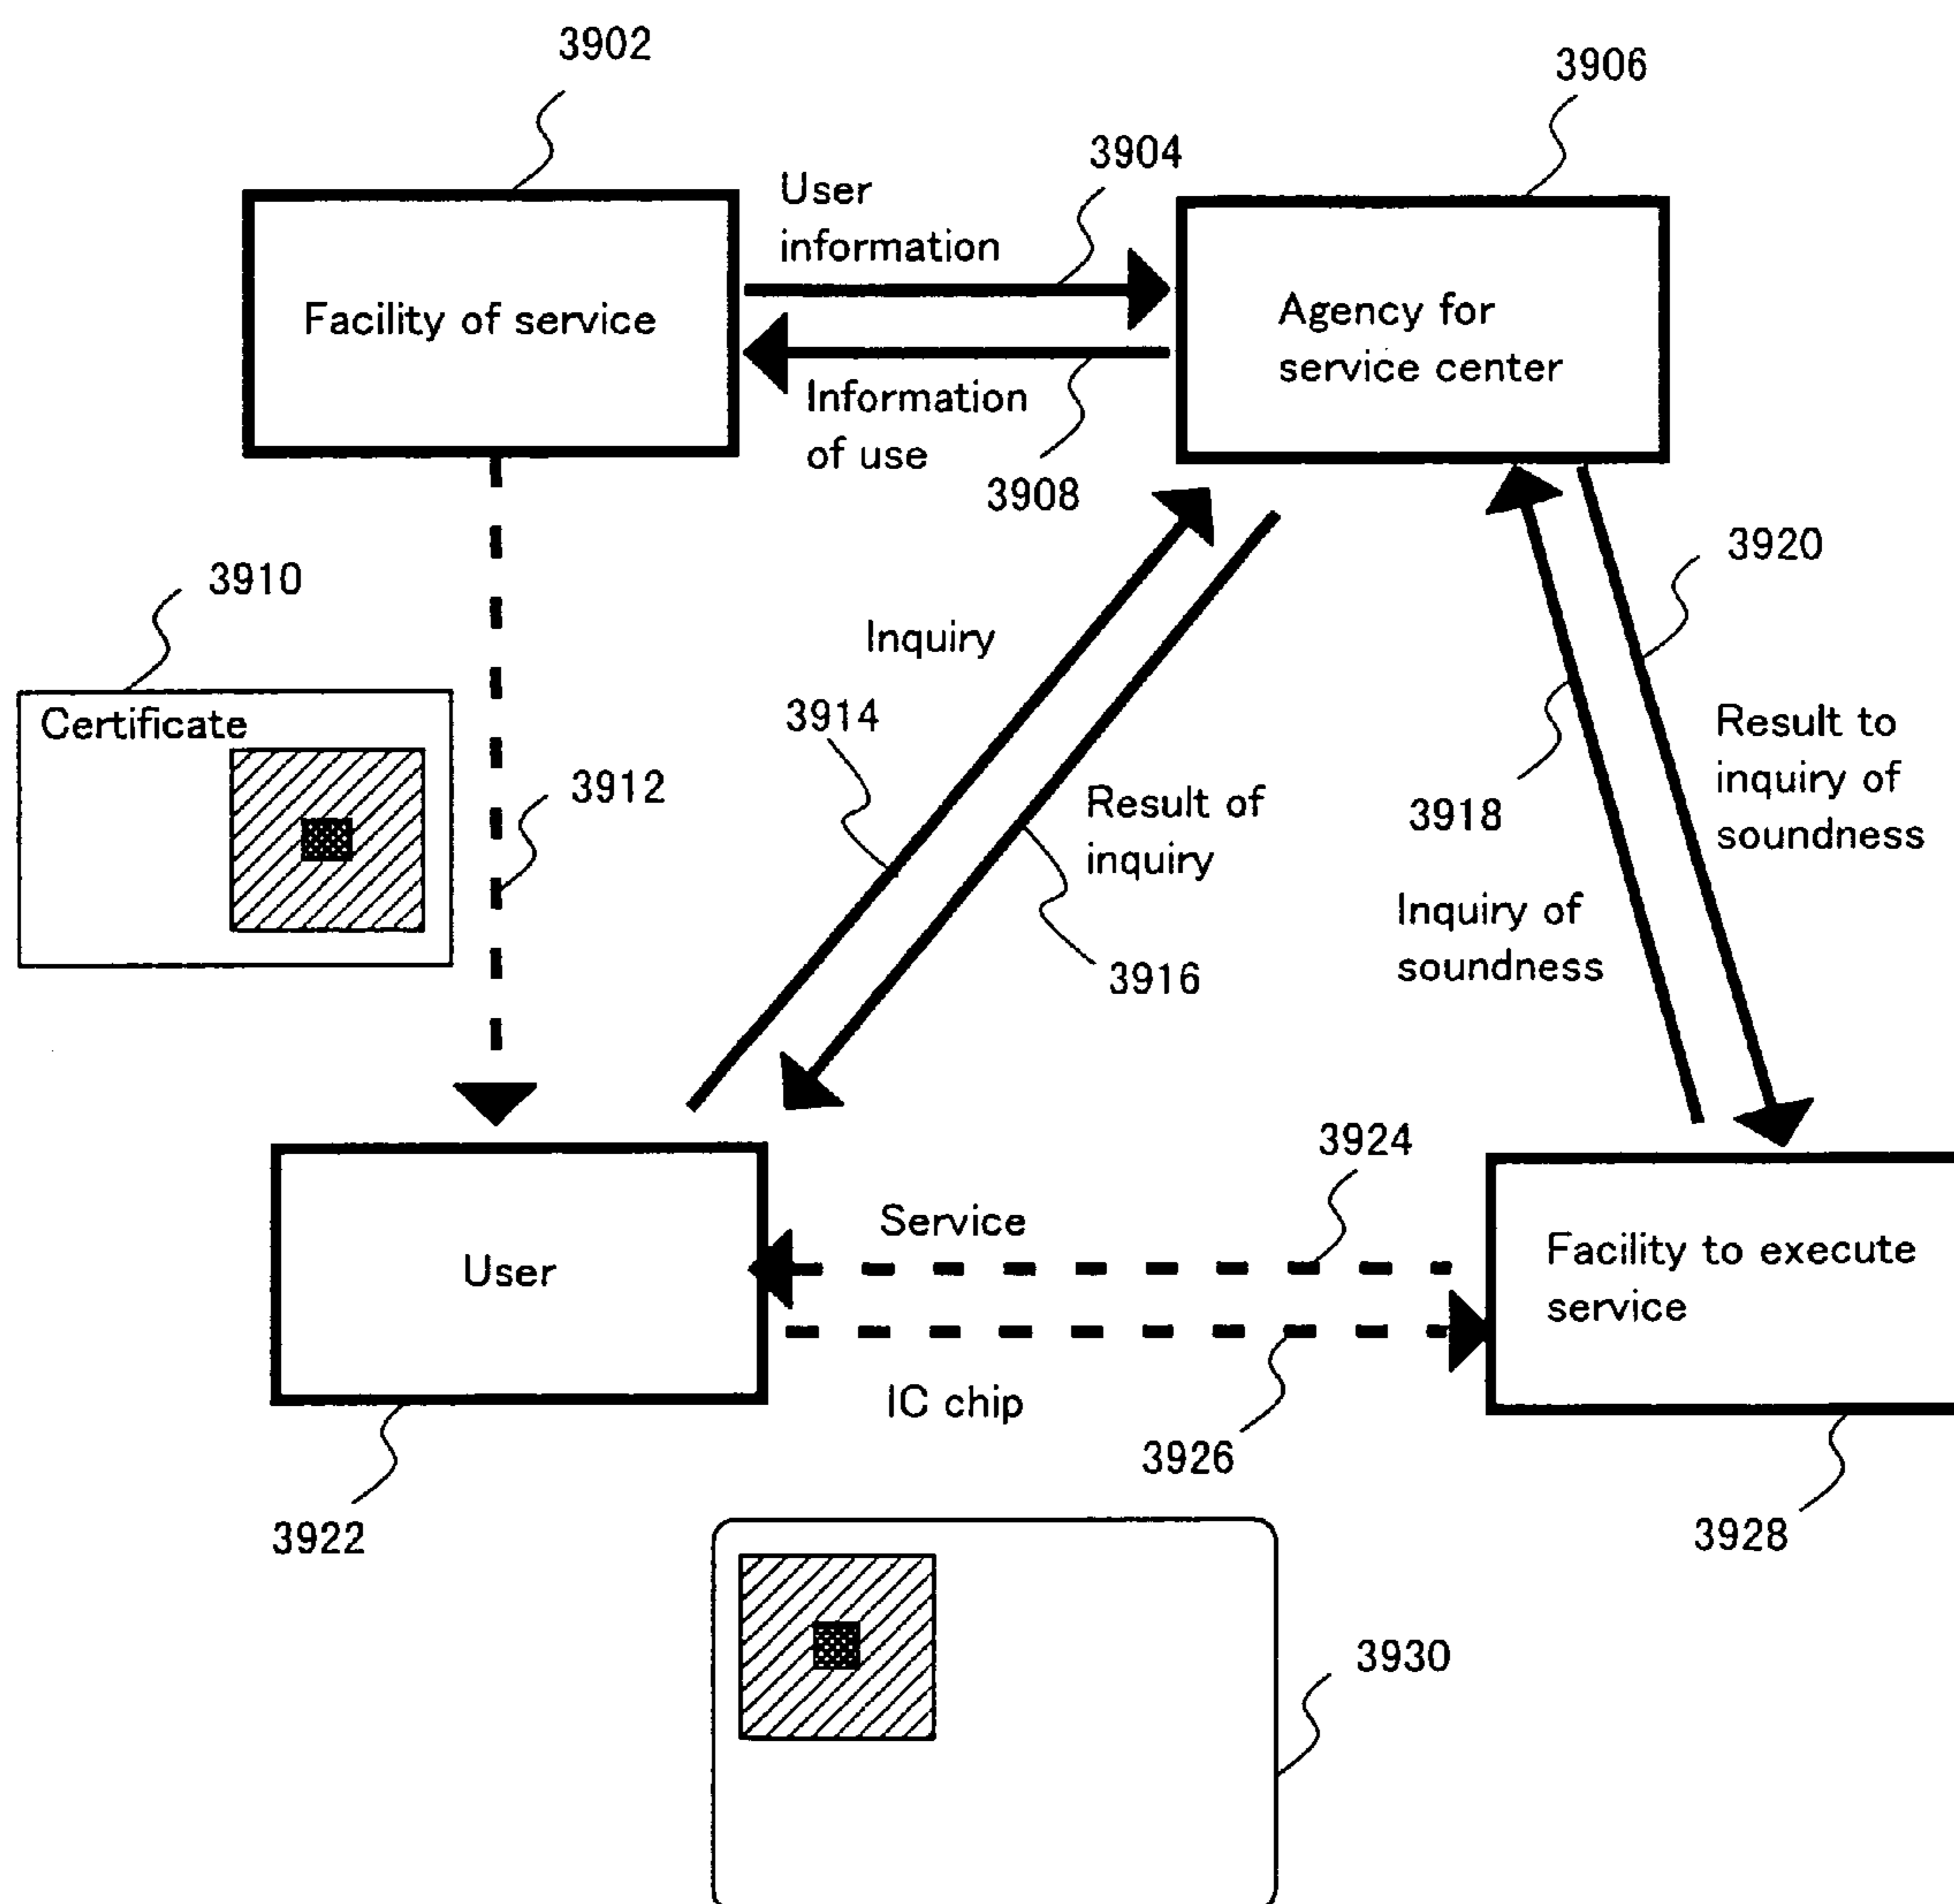 3902
3906
3904
User
information
Facility of service
Agency for
service center
Information
of use
3908
3920
3910
Inquiry
Certificate
3914
3912
Result to
inquiry of
soundness
Result of
inquiry
3918
Inquiry of
soundness
3916
3924
Service
User
Facility to execute
service
IC chip
3926
3922
3928
3930